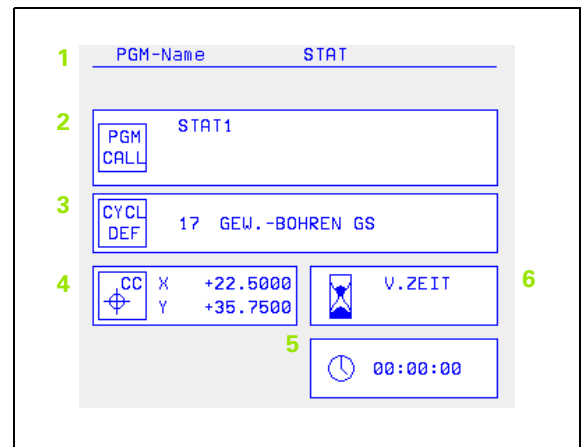 1 PGM-Name STAT
2 STAT1
PGM
CALL
3 CYCL
DEF 17 GEW.-BOHREN GS
4 CC X +22.5000
Y +35.7500
V.ZEIT 6
5
00:00:00